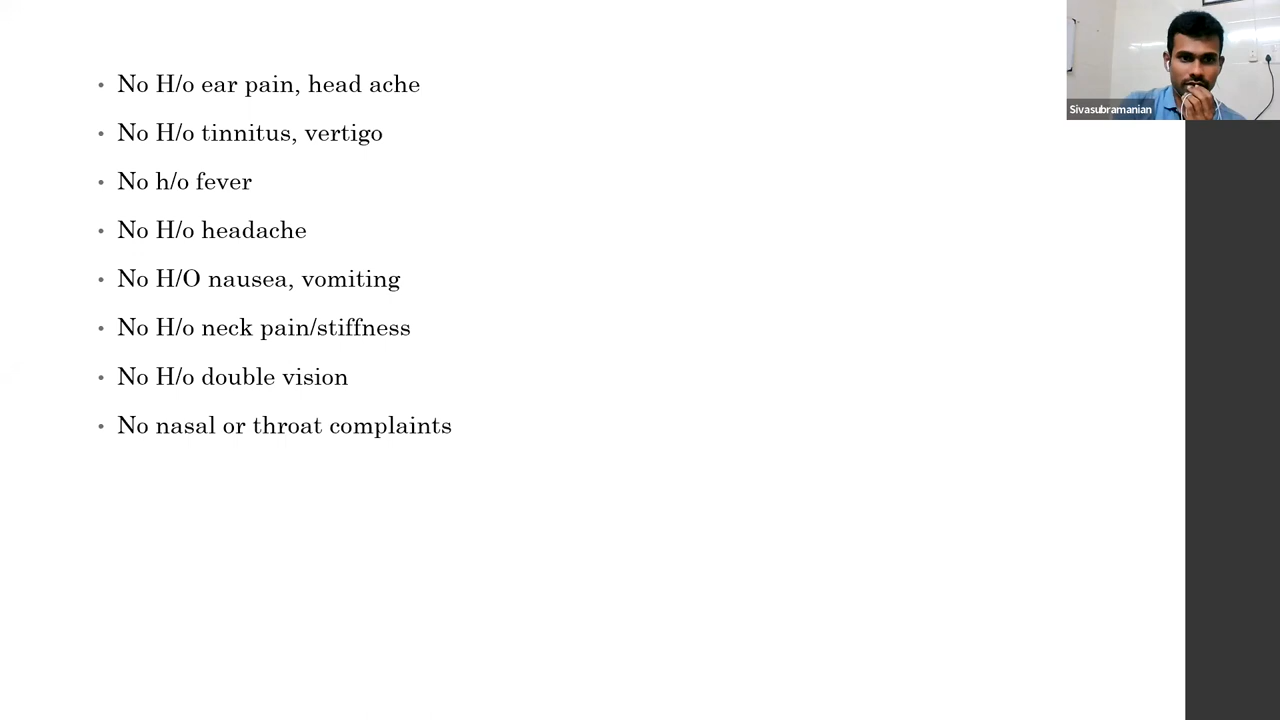 • No H/o ear pain, head ache
• No H/o tinnitus, vertigo
• No h/o fever
• No H/o headache
• No H/O nausea, vomiting
• No H/o neck pain/stiffness
• No H/o double vision
• No nasal or throat complaints
Sivasubramanian